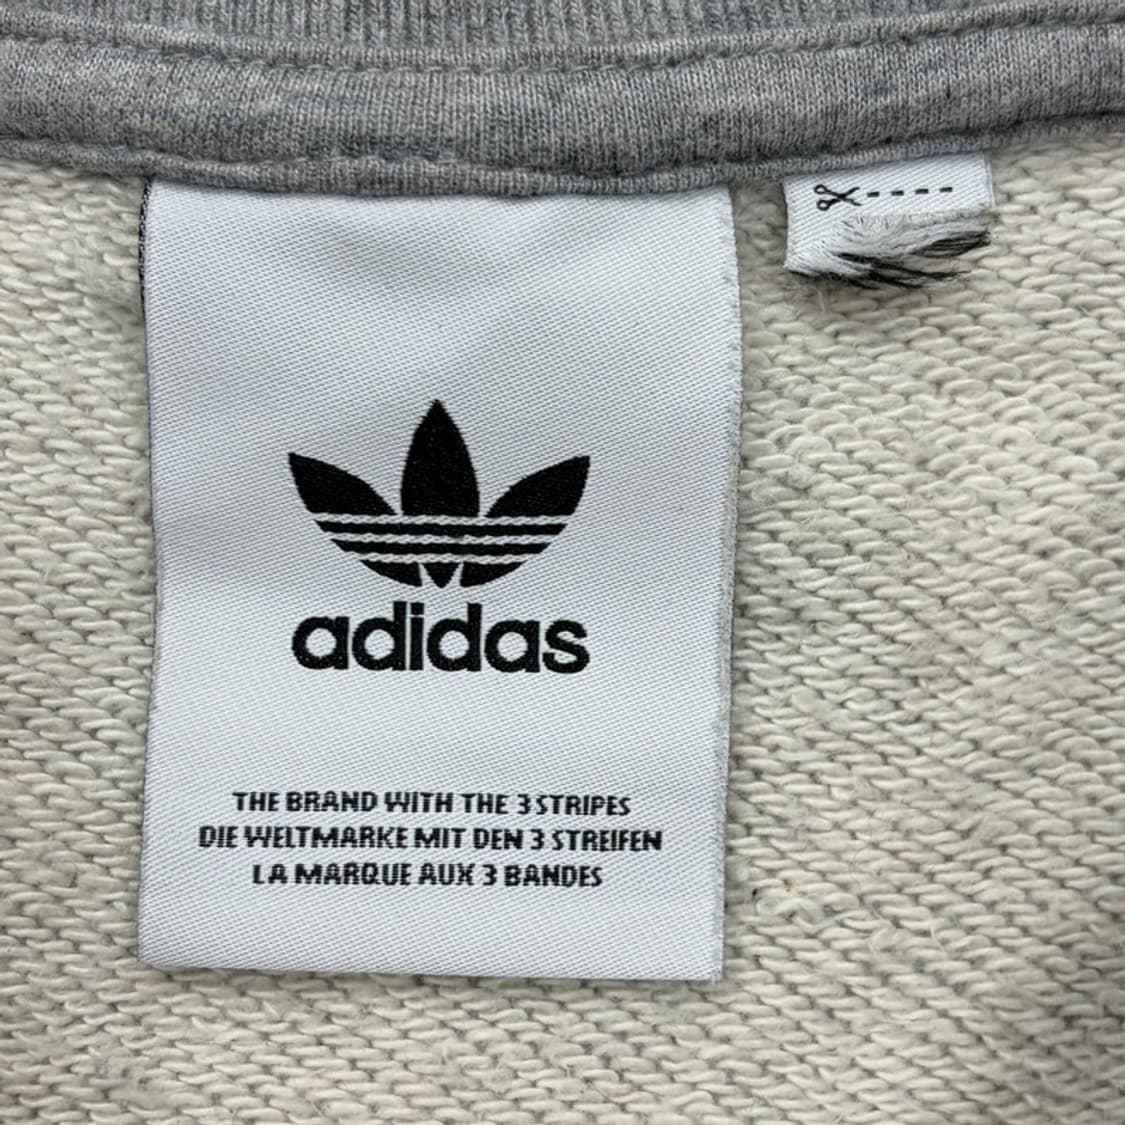 adidas
THE BRAND WITH THE 3 STRIPES
DIE WELTMARKE MIT DEN 3 STREIFEN
LA MARQUE AUX 3 BANDES